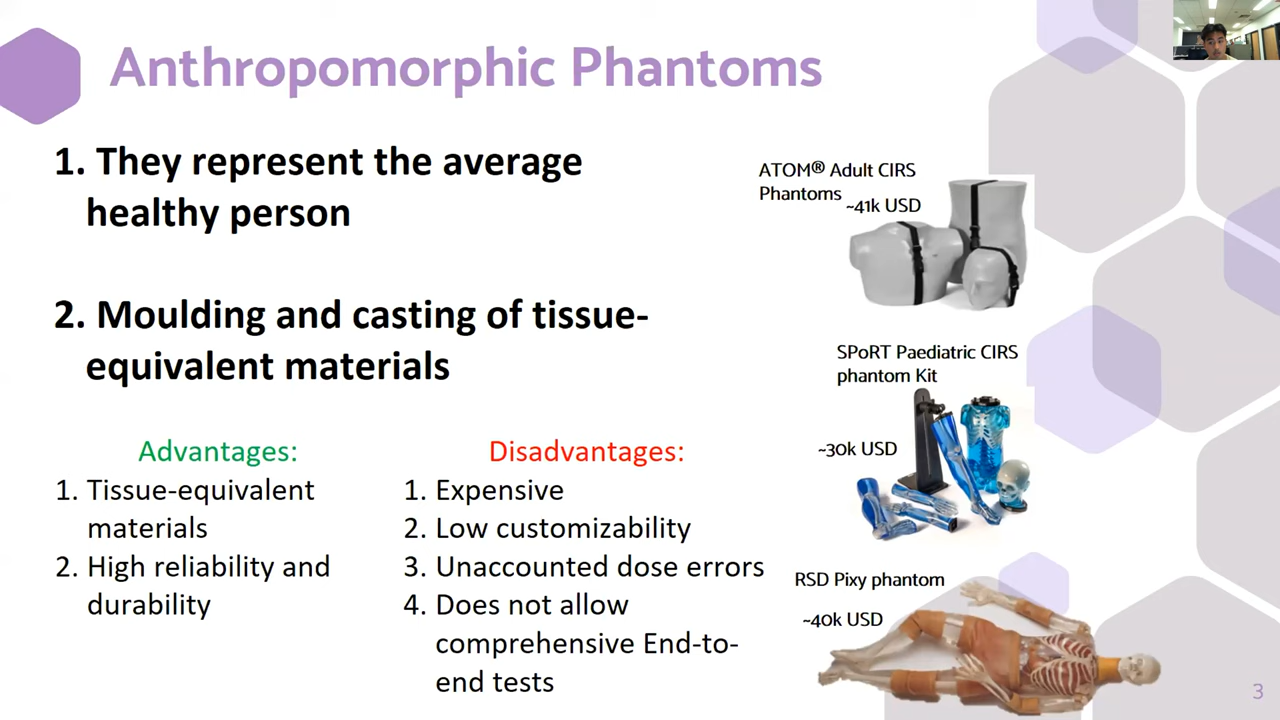 Anthropomorphic Phantoms
1. They represent the average
healthy person
2. Moulding and casting of tissue-
equivalent materials
Advantages:
1. Tissue-equivalent
materials
2. High reliability and
durability
Disadvantages:
1. Expensive
2. Low customizability
3. Unaccounted dose errors
4. Does not allow
comprehensive End-to-
end tests
ATOM® Adult CIRS
Phantoms
~41k USD
SPoRT Paediatric CIRS
phantom Kit
~30k USD
RSD Pixy phantom
~40k USD
3